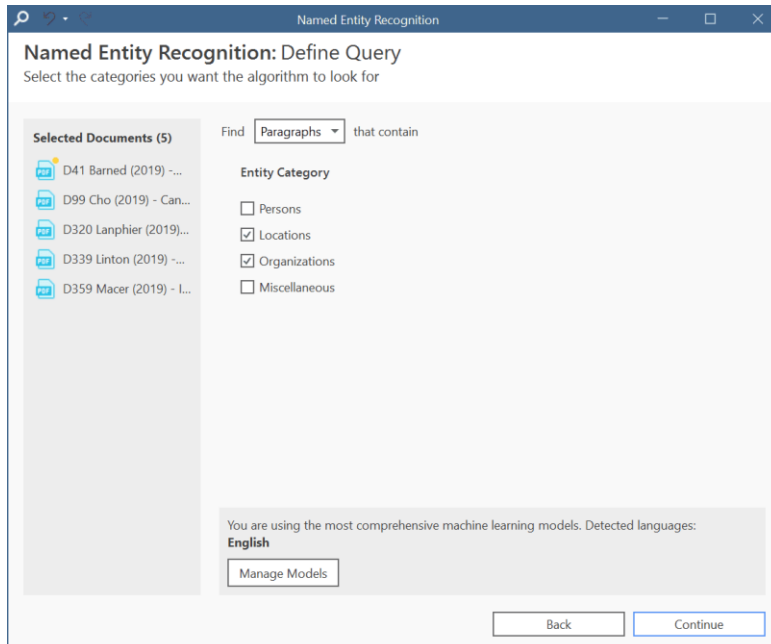 Named Entity Recognition
Named Entity Recognition: Define Query
Select the categories you want the algorithm to look for
Selected Documents (5)
D41 Barned (2019) -...
D99 Cho (2019) - Can...
D320 Lanphier (2019)...
D339 Linton (2019) -...
D359 Macer (2019) - I...
Find Paragraphs that contain
Entity Category
Persons
Locations
Organizations
Miscellaneous
You are using the most comprehensive machine learning models. Detected languages:
English
Manage Models
Back Continue